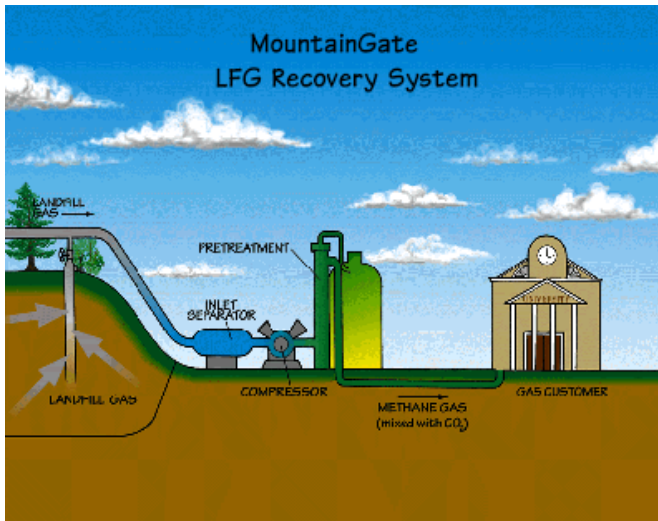 MountainGate
LFG Recovery System
LANDFILL
GAS
PRETREATMENT
INLET
SEPARATOR
UNIVERSITY
LANDFILL GAS
COMPRESSOR
METHANE GAS
(mixed with CO₂)
GAS CUSTOMER